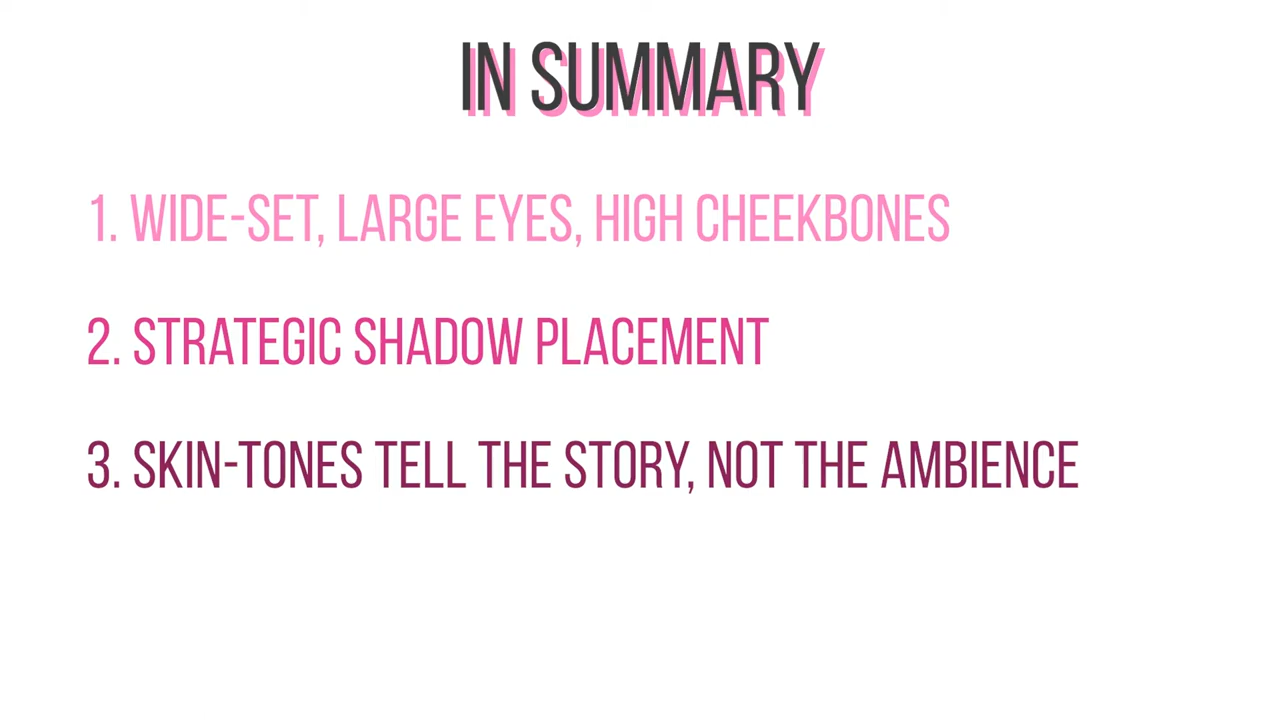 IN SUMMARY
1. WIDE-SET, LARGE EYES, HIGH CHEEKBONES
2. STRATEGIC SHADOW PLACEMENT
3. SKIN-TONES TELL THE STORY, NOT THE AMBIENCE